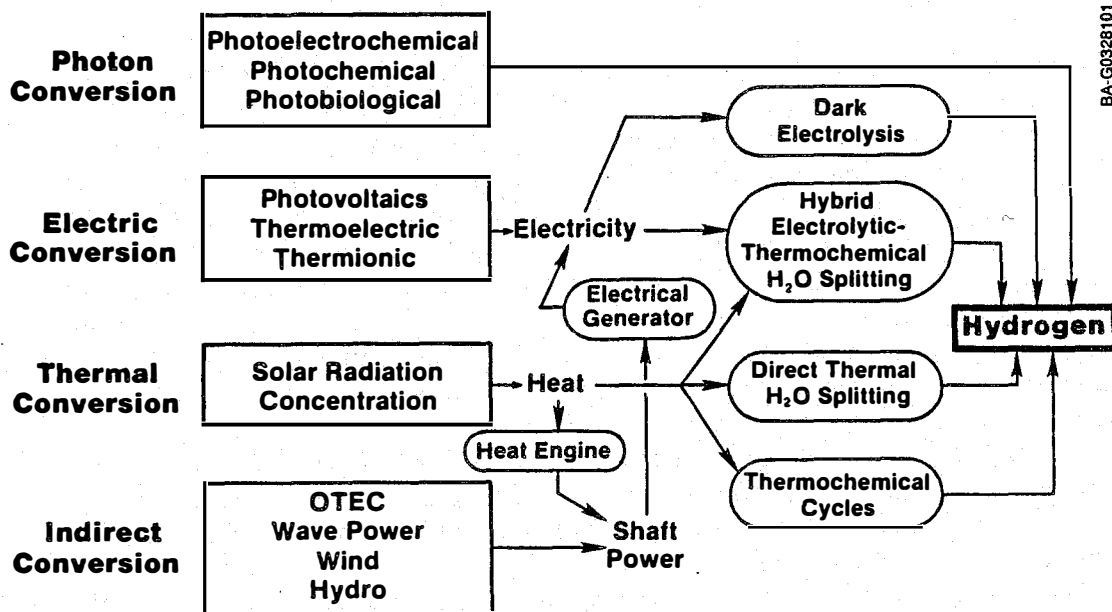 BA-G0328101
Photon
Conversion
Photoelectrochemical
Photochemical
Photobiological
Dark
Electrolysis
Electric
Conversion
Photovoltaics
Thermoelectric
Thermionic
Electricity
Hybrid
Electrolytic-
Thermochemical
H₂O Splitting
Electrical
Generator
Hydrogen
Thermal
Conversion
Solar Radiation
Concentration
Heat
Direct Thermal
H₂O Splitting
Heat Engine
Thermochemical
Cycles
Indirect
Conversion
OTEC
Wave Power
Wind
Hydro
Shaft
Power